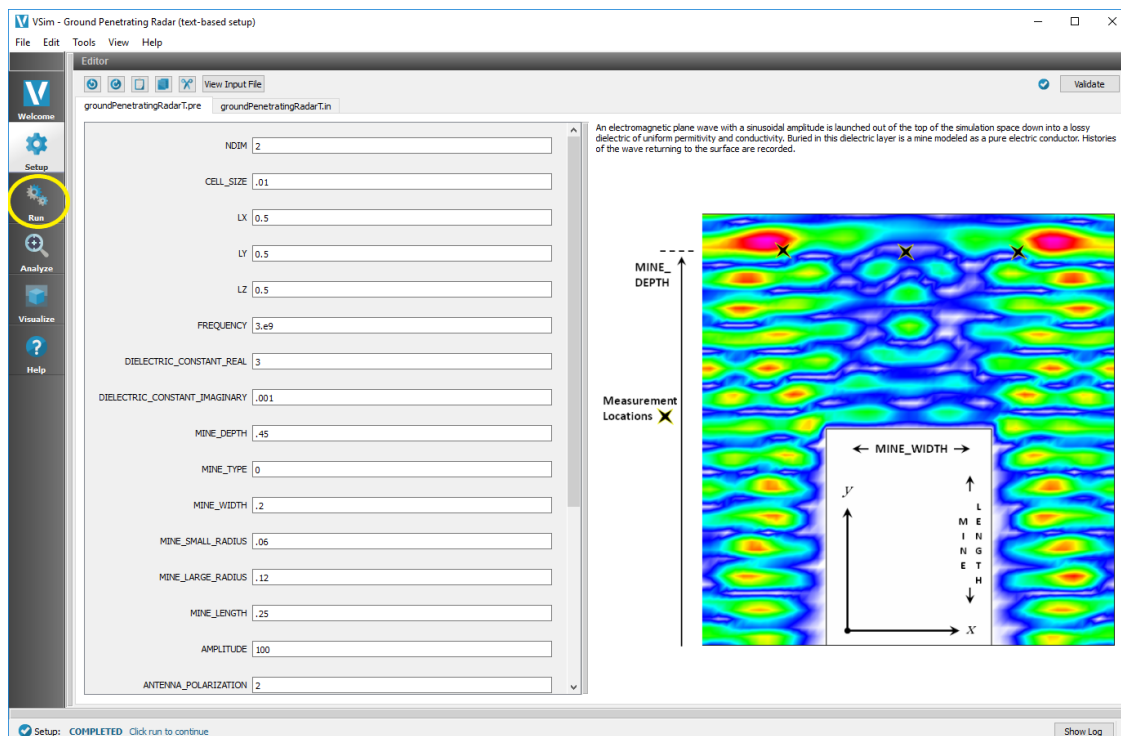 VSim - Ground Penetrating Radar (text-based setup)
File Edit Tools View Help
Editor
View Input File
Validate
groundPenetratingRadarT.pre groundPenetratingRadarT.in
Welcome
Setup
Run
Analyze
Visualize
Help
NDIM 2
CELL_SIZE .01
LX 0.5
LY 0.5
LZ 0.5
FREQUENCY 3.e9
DIELECTRIC_CONSTANT_REAL 3
DIELECTRIC_CONSTANT_IMAGINARY .001
MINE_DEPTH .45
MINE_TYPE 0
MINE_WIDTH .2
MINE_SMALL_RADIUS .06
MINE_LARGE_RADIUS .12
MINE_LENGTH .25
AMPLITUDE 100
ANTENNA_POLARIZATION 2
An electromagnetic plane wave with a sinusoidal amplitude is launched out of the top of the simulation space down into a lossy
dielectric of uniform permitivity and conductivity. Buried in this dielectric layer is a mine modeled as a pure electric conductor. Histories
of the wave returning to the surface are recorded.
MINE_
DEPTH
Measurement
Locations
MINE_WIDTH
y
x
MINE
LENGTH
Setup: COMPLETED Click run to continue
Show Log